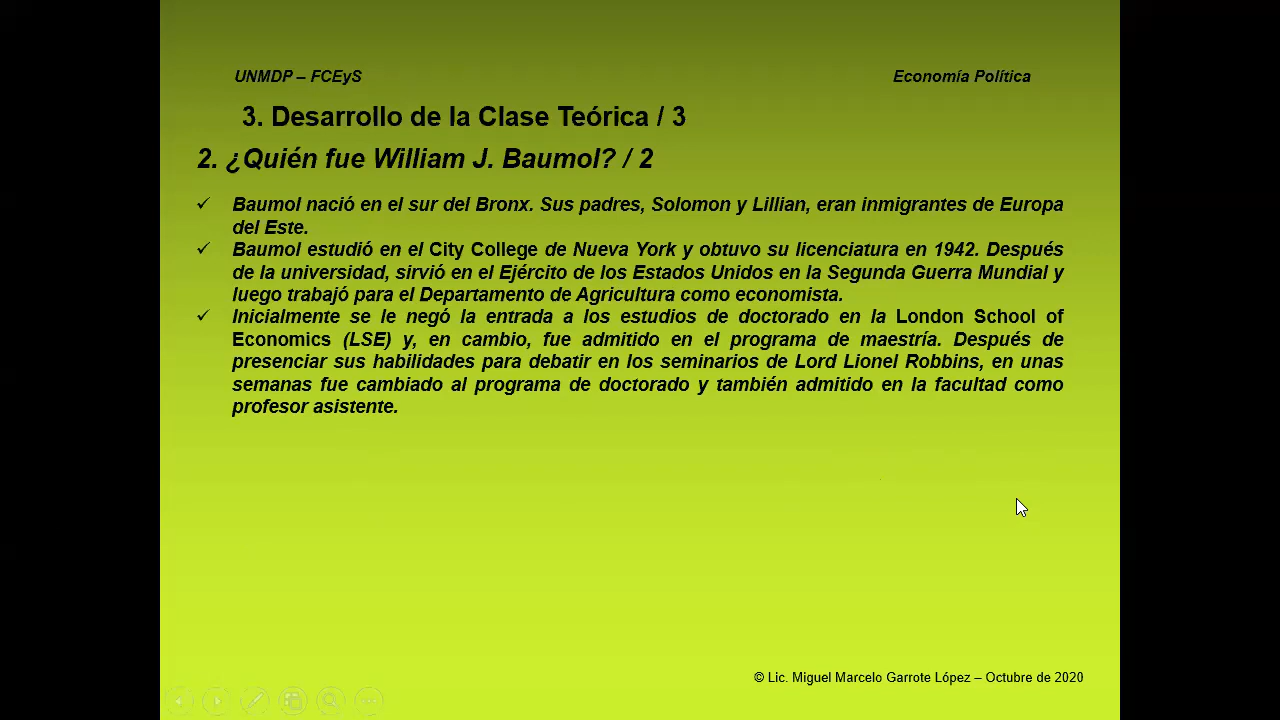 UNMDP – FCEyS
Economía Política
3. Desarrollo de la Clase Teórica / 3
2. ¿Quién fue William J. Baumol? / 2
✓ Baumol nació en el sur del Bronx. Sus padres, Solomon y Lillian, eran inmigrantes de Europa
del Este.
✓ Baumol estudió en el City College de Nueva York y obtuvo su licenciatura en 1942. Después
de la universidad, sirvió en el Ejército de los Estados Unidos en la Segunda Guerra Mundial y
luego trabajó para el Departamento de Agricultura como economista.
✓ Inicialmente se le negó la entrada a los estudios de doctorado en la London School of
Economics (LSE) y, en cambio, fue admitido en el programa de maestría. Después de
presenciar sus habilidades para debatir en los seminarios de Lord Lionel Robbins, en unas
semanas fue cambiado al programa de doctorado y también admitido en la facultad como
profesor asistente.
© Lic. Miguel Marcelo Garrote López – Octubre de 2020